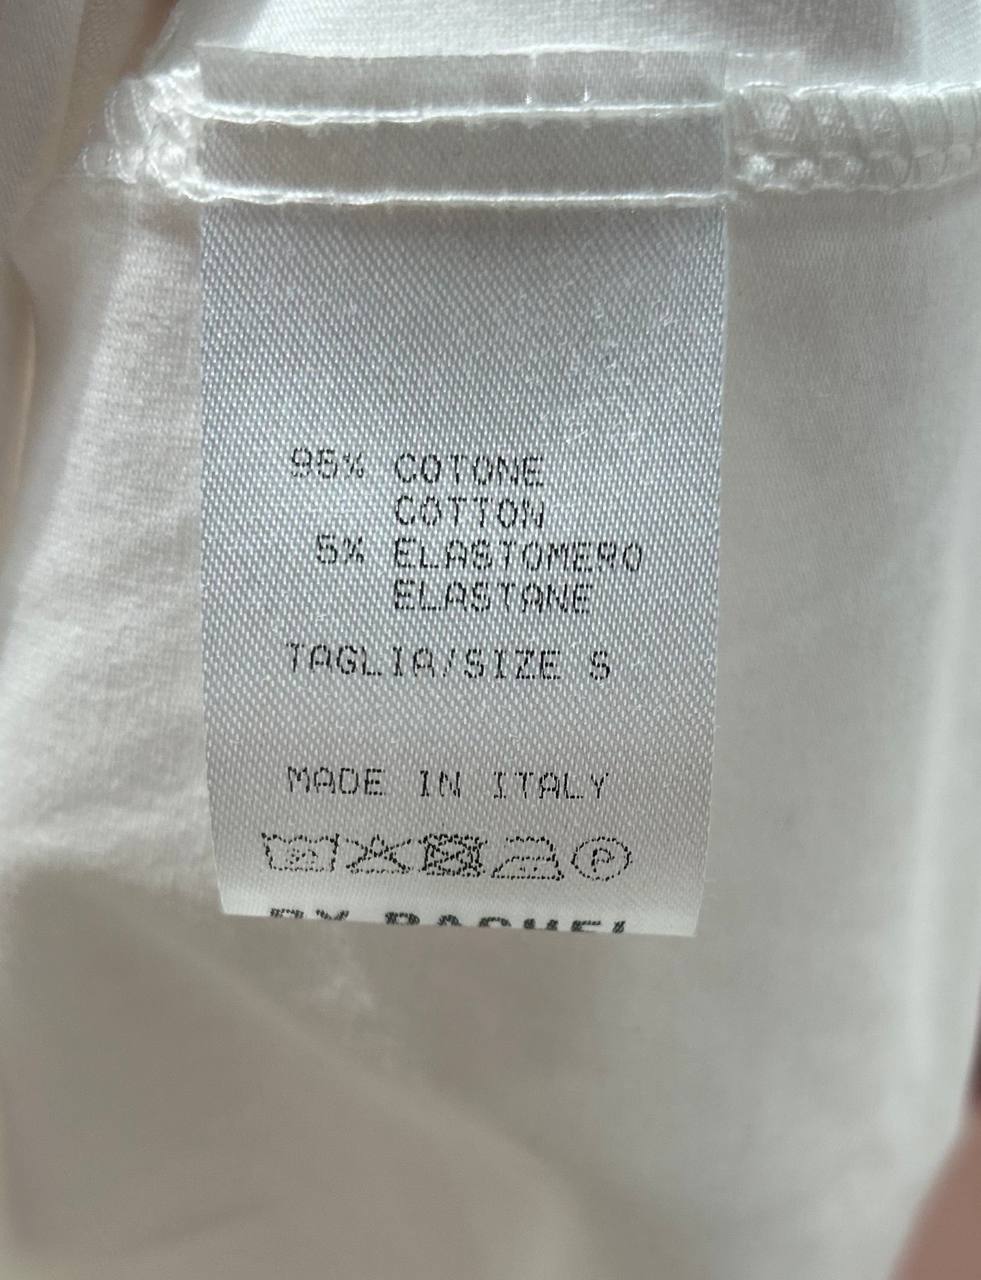 95% COTONE
COTTON
5% ELASTOMERO
ELASTANE
TAGLIA/SIZE S
MADE IN ITALY
P